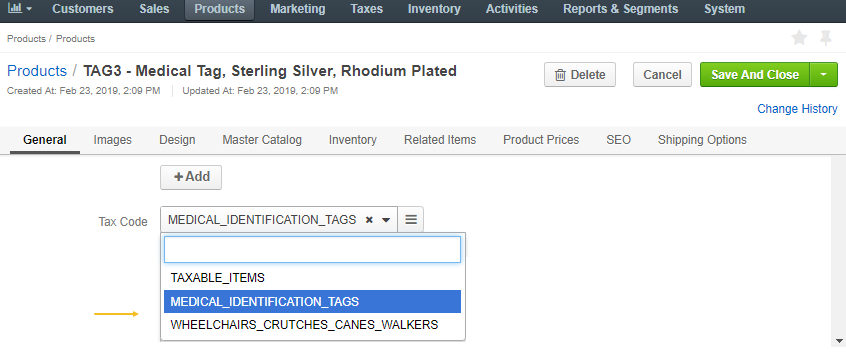 Customers Sales Products Marketing Taxes Inventory Activities Reports & Segments System
Products / Products
Products / TAG3 - Medical Tag, Sterling Silver, Rhodium Plated
Delete Cancel Save And Close
Created At: Feb 23, 2019, 2:09 PM Updated At: Feb 23, 2019, 2:09 PM
Change History
General Images Design Master Catalog Inventory Related Items Product Prices SEO Shipping Options
+Add
Tax Code MEDICAL_IDENTIFICATION_TAGS
TAXABLE_ITEMS
MEDICAL_IDENTIFICATION_TAGS
WHEELCHAIRS_CRUTCHES_CANES_WALKERS